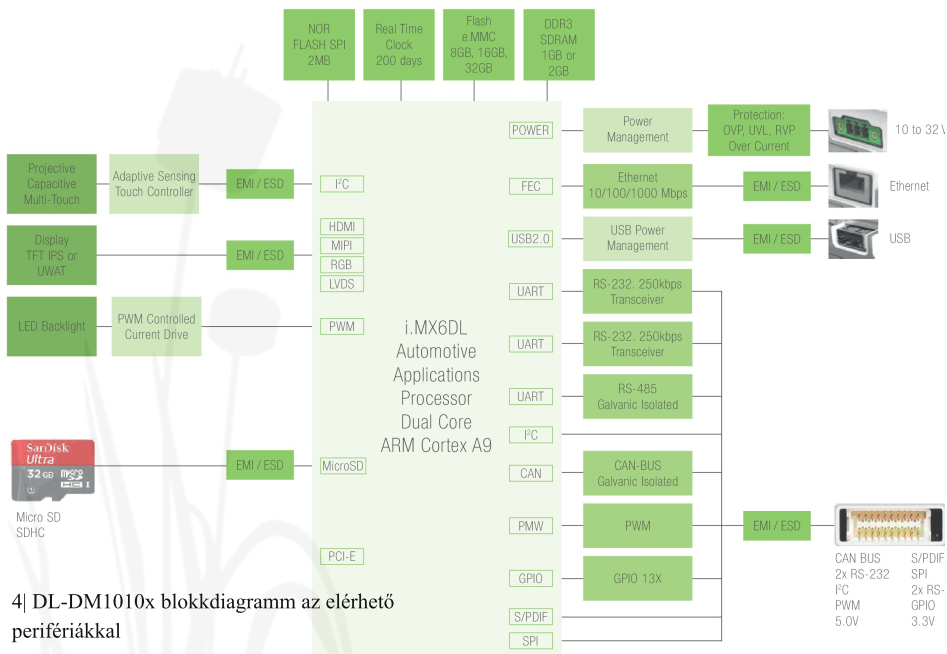 NOR
FLASH SPI
2MB
Real Time
Clock
200 days
Flash
e.MMC
8GB, 16GB,
32GB
DDR3
SDRAM
1GB or
2GB
POWER
Power
Management
Protection:
OVP, UVL, RVP
Over Current
10 to 32 V
Projective
Capacitive
Multi-Touch
Adaptive Sensing
Touch Controller
EMI / ESD
I²C
FEC
Ethernet
10/100/1000 Mbps
EMI / ESD
Ethernet
Display
TFT IPS or
UWAT
EMI / ESD
HDMI
MIPI
RGB
LVDS
USB2.0
USB Power
Management
EMI / ESD
USB
UART
RS-232. 250kbps
Transceiver
LED Backlight
PWM Controlled
Current Drive
PWM
i.MX6DL
Automotive
Applications
Processor
Dual Core
ARM Cortex A9
UART
RS-232. 250kbps
Transceiver
UART
RS-485
Galvanic Isolated
I²C
SanDisk
Ultra
32 GB micro
HC I
EMI / ESD
MicroSD
Micro SD
SDHC
CAN
CAN-BUS
Galvanic Isolated
PMW
PWM
EMI / ESD
PCI-E
GPIO
GPIO 13X
S/PDIF
SPI
CAN BUS S/PDIF
2x RS-232 SPI
I²C 2x RS-
PWM GPIO
5.0V 3.3V
4| DL-DM1010x blokkdiagramm az elérhető
perifériákkal